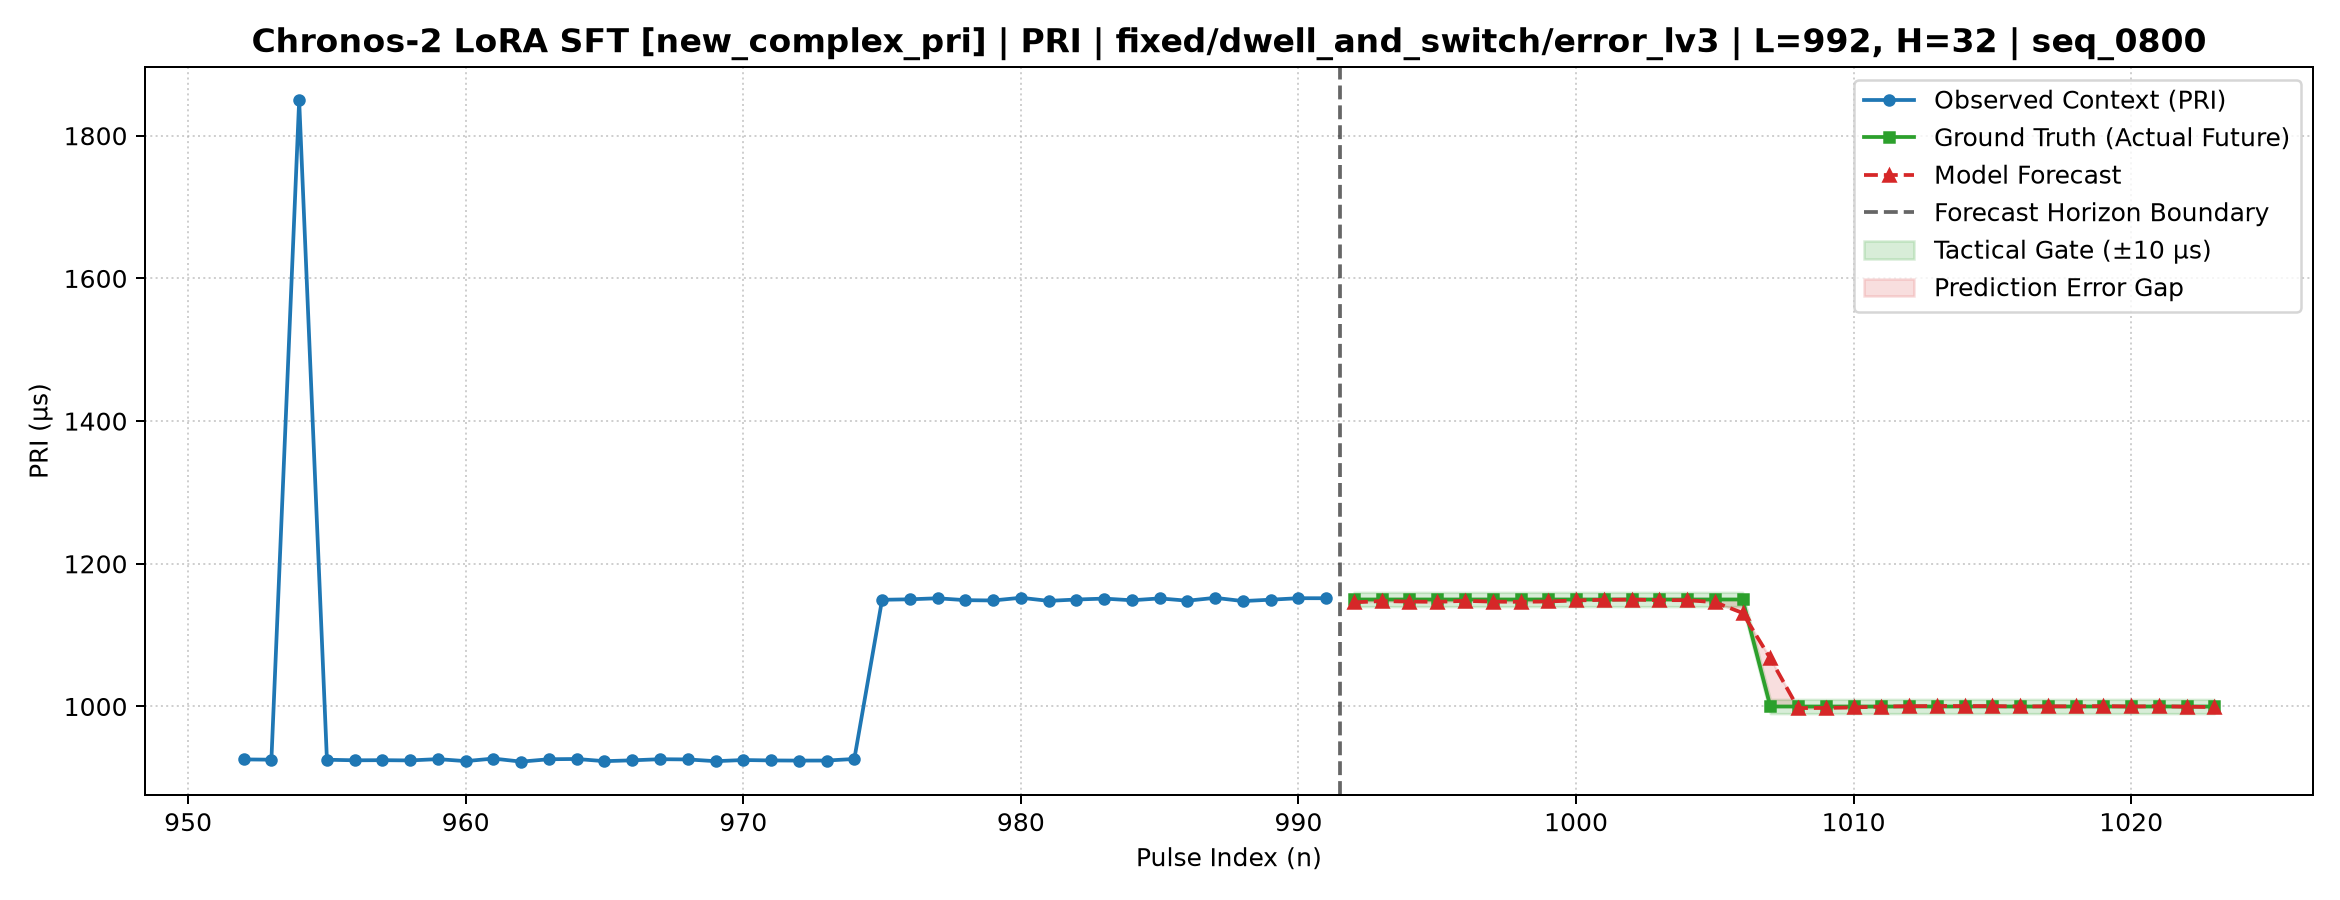 Chronos-2 LoRA SFT [new_complex_pri] | PRI | fixed/dwell_and_switch/error_lv3 | L=992, H=32 | seq_0800
Observed Context (PRI)
Ground Truth (Actual Future)
Model Forecast
Forecast Horizon Boundary
Tactical Gate (±10 μs)
Prediction Error Gap
PRI (μs)
1800
1600
1400
1200
1000
950 960 970 980 990 1000 1010 1020
Pulse Index (n)